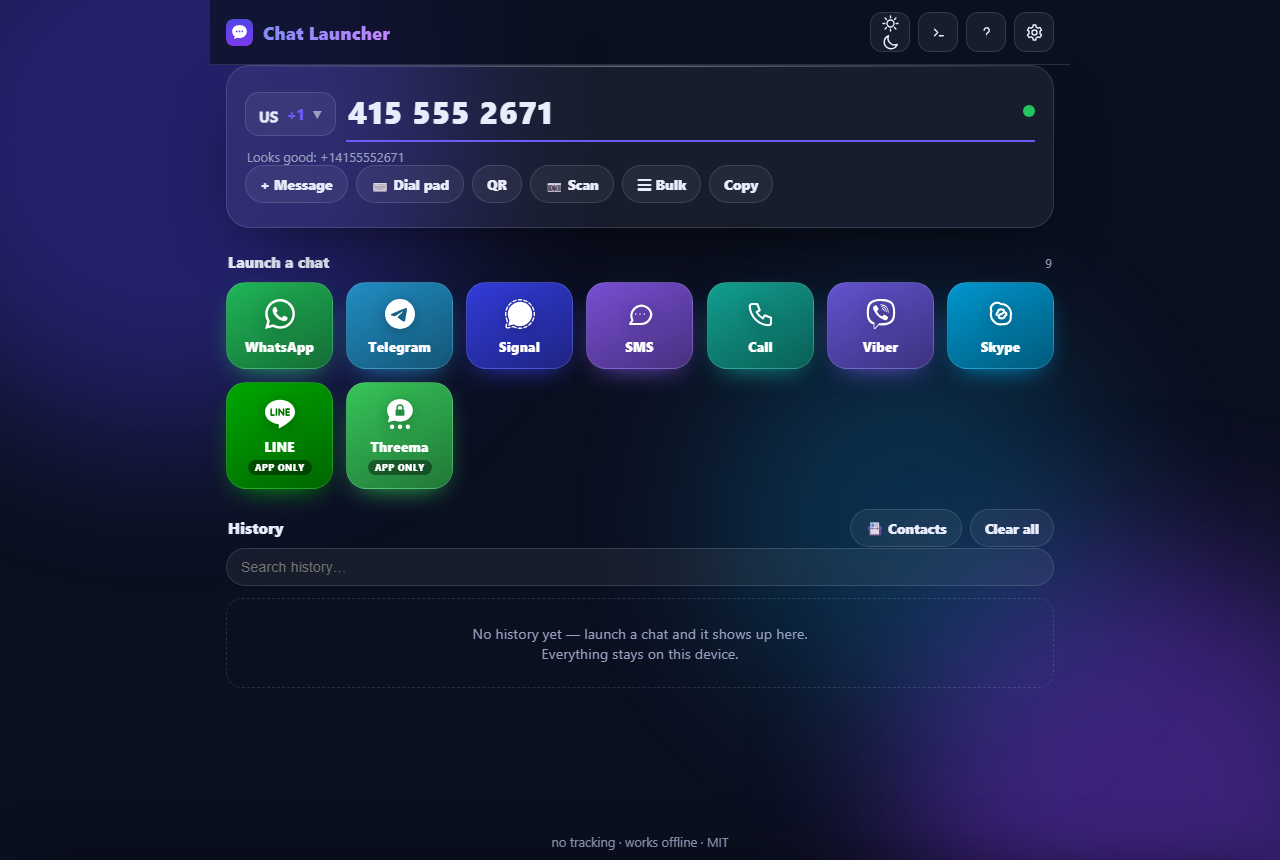 Chat Launcher
?
US +1 ▼ 415 555 2671
Looks good: +14155552671
+ Message Dial pad QR Scan ☰ Bulk Copy
Launch a chat 9
WhatsApp Telegram Signal SMS Call Viber Skype
LINE
LINE Threema
APP ONLY APP ONLY
History Contacts Clear all
Search history…
No history yet — launch a chat and it shows up here.
Everything stays on this device.
no tracking · works offline · MIT